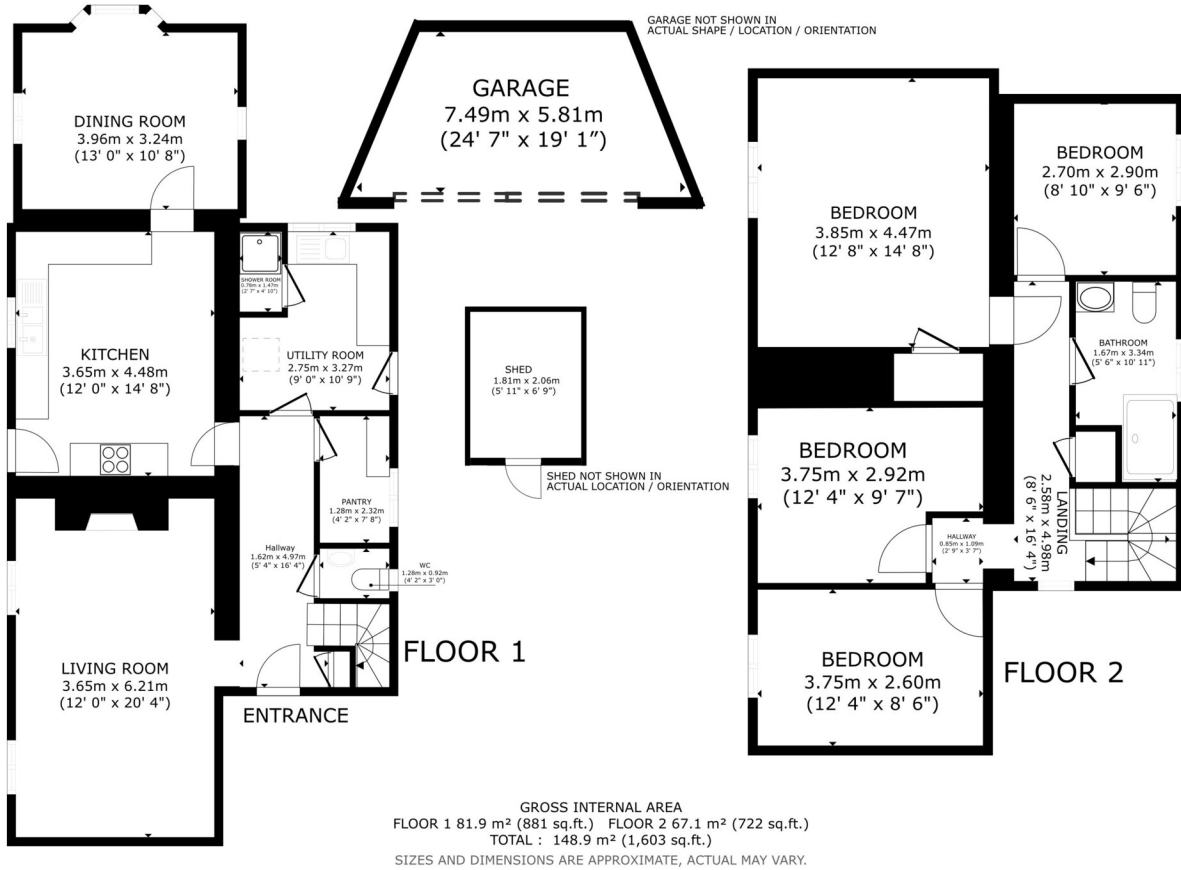 GARAGE NOT SHOWN IN
ACTUAL SHAPE / LOCATION / ORIENTATION
GARAGE
7.49m x 5.81m
(24' 7" x 19' 1”)
DINING ROOM
3.96m x 3.24m
(13' 0" x 10' 8")
SHOWER ROOM
0.78m x 1.47m
(2' 7" x 4' 10")
KITCHEN
3.65m x 4.48m
(12' 0" x 14' 8")
UTILITY ROOM
2.75m x 3.27m
(9' 0" x 10' 9")
SHED
1.81m x 2.06m
(5' 11" x 6' 9")
SHED NOT SHOWN IN
ACTUAL LOCATION / ORIENTATION
PANTRY
1.28m x 2.32m
(4' 2" x 7' 8")
Hallway
1.62m x 4.97m
(5' 4" x 16' 4")
WC
1.28m x 0.92m
(4' 2" x 3' 0")
LIVING ROOM
3.65m x 6.21m
(12' 0" x 20' 4")
FLOOR 1
ENTRANCE
BEDROOM
3.85m x 4.47m
(12' 8" x 14' 8")
BEDROOM
2.70m x 2.90m
(8' 10" x 9' 6")
BATHROOM
1.67m x 3.34m
(5' 6" x 10' 11")
BEDROOM
3.75m x 2.92m
(12' 4" x 9' 7")
HALLWAY
0.85m x 1.09m
(2' 9" x 3' 7")
LANDING
2.58m x 4.98m
(8' 6" x 16' 4")
BEDROOM
3.75m x 2.60m
(12' 4" x 8' 6")
FLOOR 2
GROSS INTERNAL AREA
FLOOR 1 81.9 m² (881 sq.ft.) FLOOR 2 67.1 m² (722 sq.ft.)
TOTAL : 148.9 m² (1,603 sq.ft.)
SIZES AND DIMENSIONS ARE APPROXIMATE, ACTUAL MAY VARY.